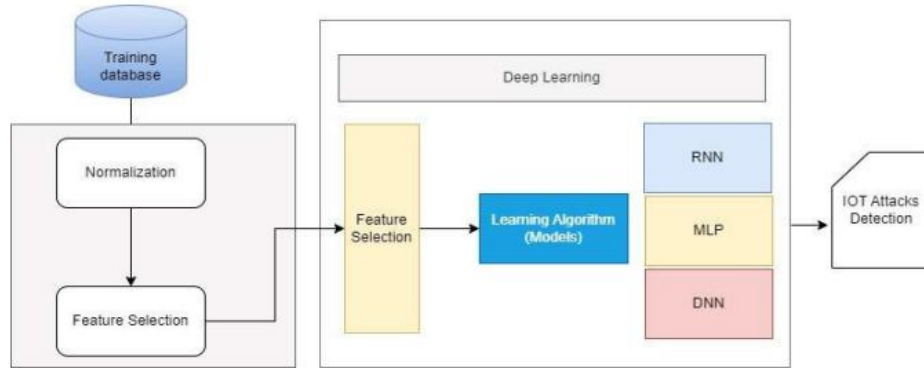 Training
database
Normalization
Feature Selection
Deep Learning
Feature
Selection
Learning Algorithm
(Models)
RNN
MLP
DNN
IOT Attacks
Detection